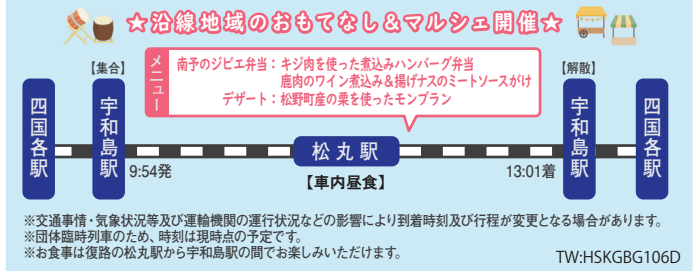 ★沿線地域のおもてなし&マルシェ開催★
メニュー
南予のジビエ弁当：キジ肉を使った煮込みハンバーグ弁当
鹿肉のワイン煮込み&揚げナスのミートソースがけ
デザート：松野町産の栗を使ったモンブラン
【集合】
【解散】
四国各駅
宇和島駅
9:54発
松丸駅
【車内昼食】
13:01着
宇和島駅
四国各駅
※交通事情・気象状況等及び運輸機関の運行状況などの影響により到着時刻及び行程が変更となる場合があります。
※団体臨時列車のため、時刻は現時点の予定です。
※お食事は復路の松丸駅から宇和島駅の間でお楽しみいただけます。
TW:HSKGBG106D